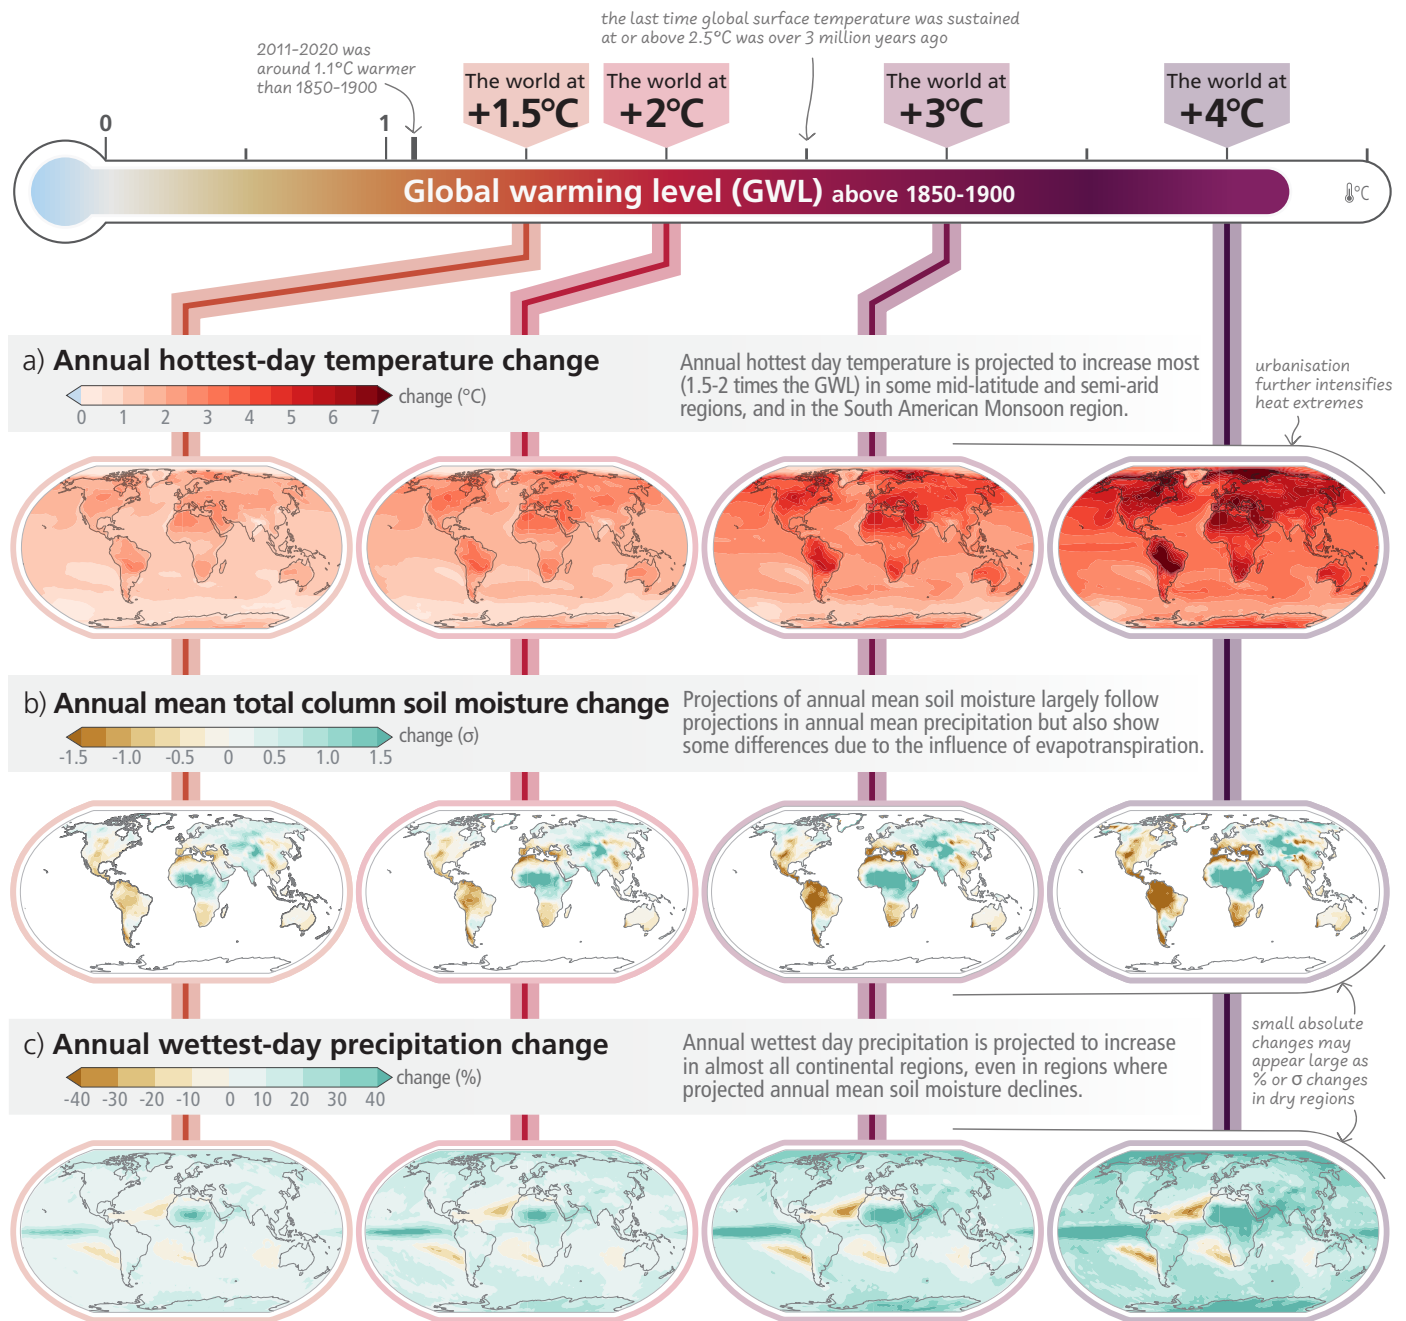 the last time global surface temperature was sustained
at or above 2.5°C was over 3 million years ago
2011-2020 was
around 1.1°C warmer
than 1850-1900
The world at
+1.5°C
The world at
+2°C
The world at
+3°C
The world at
+4°C
0
1
Global warming level (GWL) above 1850-1900
°C
a) Annual hottest-day temperature change
change (°C)
0 1 2 3 4 5 6 7
Annual hottest day temperature is projected to increase most
(1.5-2 times the GWL) in some mid-latitude and semi-arid
regions, and in the South American Monsoon region.
urbanisation
further intensifies
heat extremes
b) Annual mean total column soil moisture change
change (σ)
-1.5 -1.0 -0.5 0 0.5 1.0 1.5
Projections of annual mean soil moisture largely follow
projections in annual mean precipitation but also show
some differences due to the influence of evapotranspiration.
c) Annual wettest-day precipitation change
change (%)
-40 -30 -20 -10 0 10 20 30 40
Annual wettest day precipitation is projected to increase
in almost all continental regions, even in regions where
projected annual mean soil moisture declines.
small absolute
changes may
appear large as
% or σ changes
in dry regions